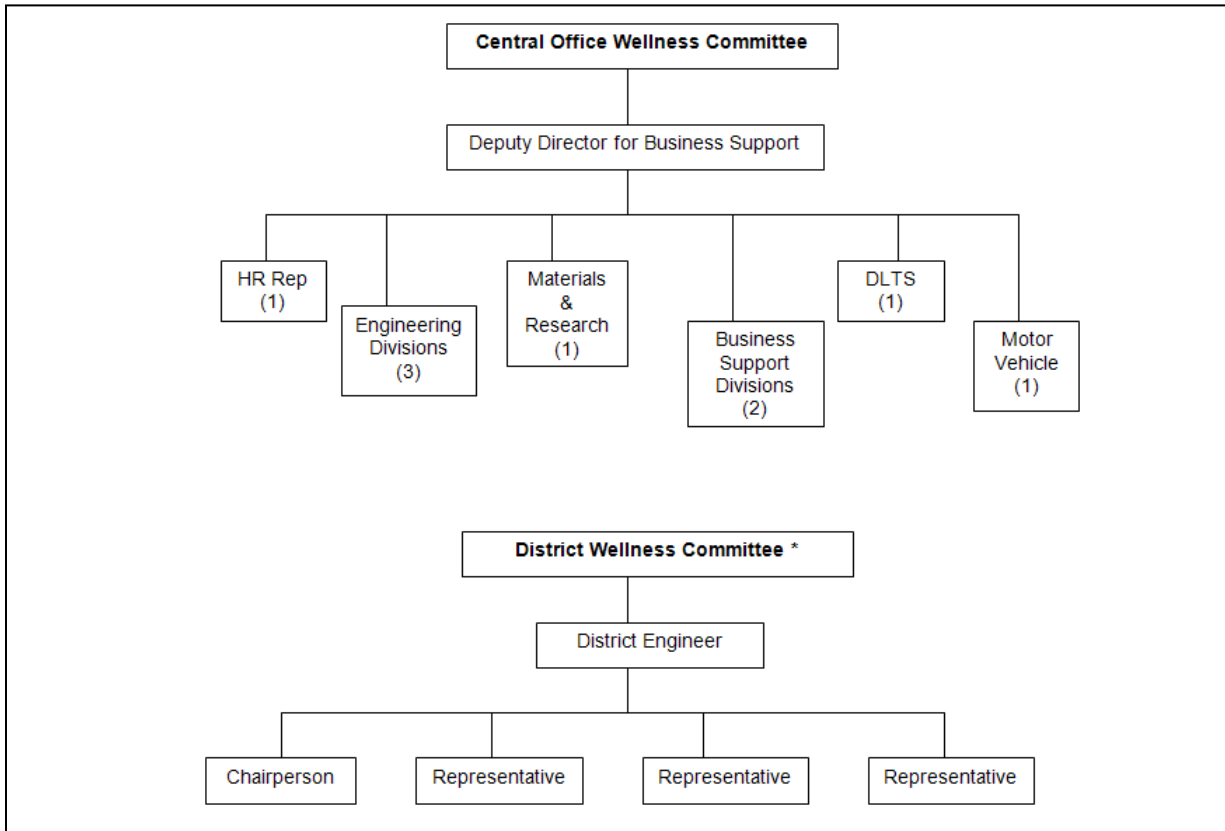 Central Office Wellness Committee
Deputy Director for Business Support
HR Rep
(1)
Engineering
Divisions
(3)
Materials
&
Research
(1)
Business
Support
Divisions
(2)
DLTS
(1)
Motor
Vehicle
(1)
District Wellness Committee *
District Engineer
Chairperson
Representative
Representative
Representative